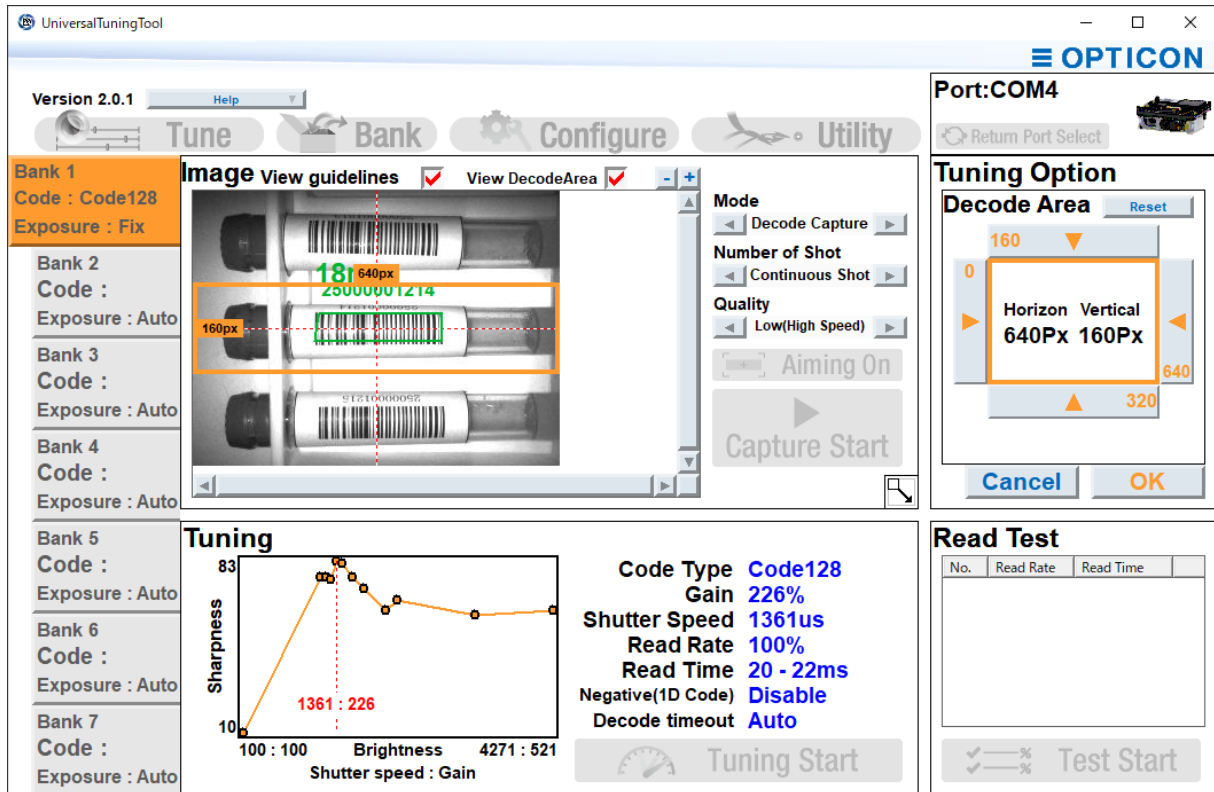 UniversalTuningTool
OPTICON
Version 2.0.1 Help
Tune Bank Configure Utility
Port:COM4
Return Port Select
Bank 1
Code : Code128
Exposure : Fix
Bank 2
Code :
Exposure : Auto
Bank 3
Code :
Exposure : Auto
Bank 4
Code :
Exposure : Auto
Bank 5
Code :
Exposure : Auto
Bank 6
Code :
Exposure : Auto
Bank 7
Code :
Exposure : Auto
Image View guidelines View DecodeArea - +
640px
25000001214
160px
25000001214
25000001215
Mode
Decode Capture
Number of Shot
Continuous Shot
Quality
Low(High Speed)
Aiming On
Capture Start
Tuning Option
Decode Area Reset
160
0
Horizon Vertical
640Px 160Px
640
320
Cancel OK
Tuning
83
Sharpness
1361 : 226
10
100 : 100 Brightness 4271 : 521
Shutter speed : Gain
Code Type Code128
Gain 226%
Shutter Speed 1361us
Read Rate 100%
Read Time 20 - 22ms
Negative(1D Code) Disable
Decode timeout Auto
Tuning Start
Read Test
No. Read Rate Read Time
Test Start